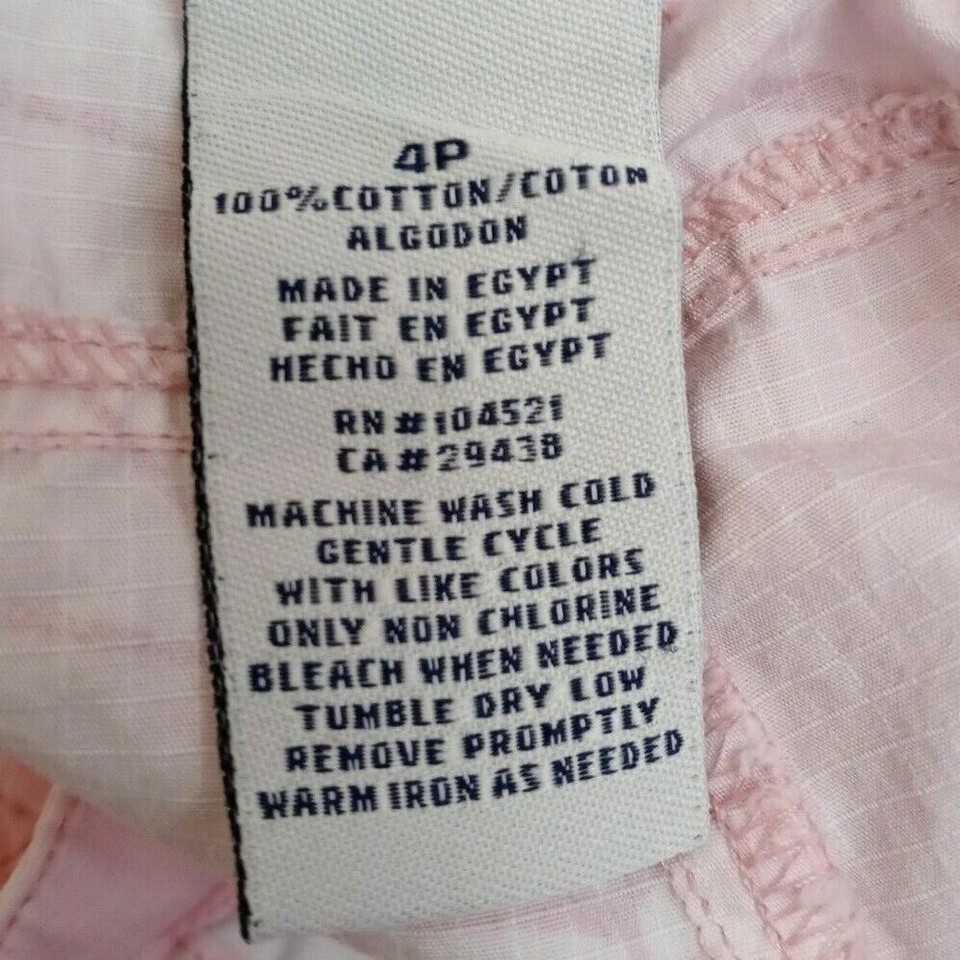 4P
100%COTTON/COTON
ALGODON
MADE IN EGYPT
FAIT EN EGYPT
HECHO EN EGYPT
RN#104521
CA#29438
MACHINE WASH COLD
GENTLE CYCLE
WITH LIKE COLORS
ONLY NON CHLORINE
BLEACH WHEN NEEDED
TUMBLE DRY LOW
REMOVE PROMPTLY
WARM IRON AS NEEDED